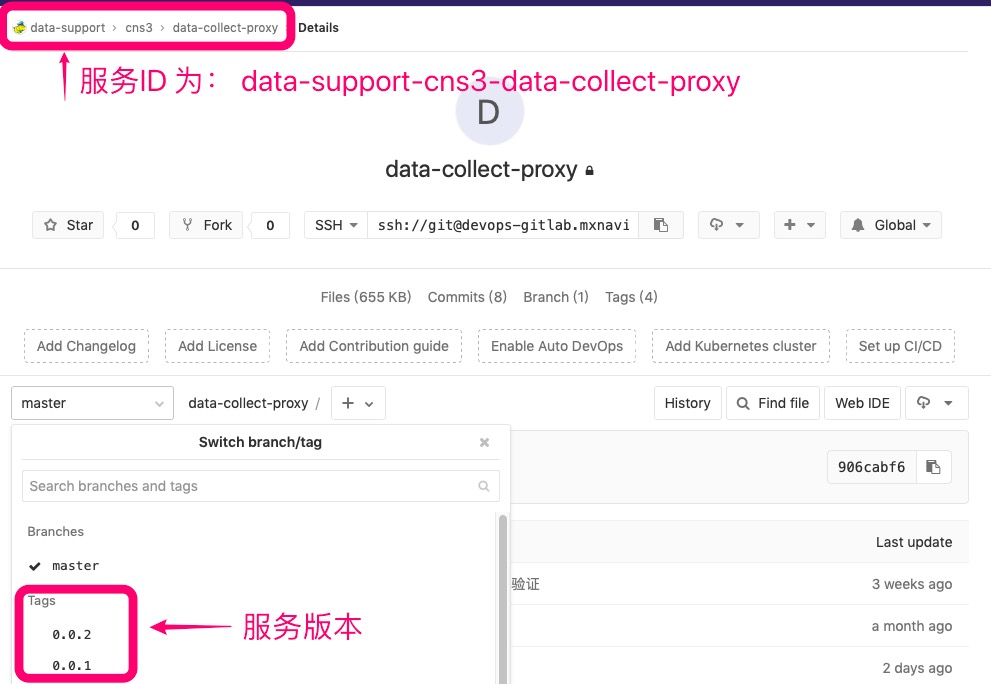 data-support › cns3 › data-collect-proxy Details
服务ID 为： data-support-cns3-data-collect-proxy
D
data-collect-proxy
Star 0 Fork 0 SSH ssh://git@devops-gitlab.mxnavi Global
Files (655 KB) Commits (8) Branch (1) Tags (4)
Add Changelog Add License Add Contribution guide Enable Auto DevOps Add Kubernetes cluster Set up CI/CD
master data-collect-proxy / + History Find file Web IDE
Switch branch/tag
Search branches and tags
906cabf6
Branches
Last update
master
验证 3 weeks ago
Tags
服务版本
a month ago
0.0.2
0.0.1
2 days ago